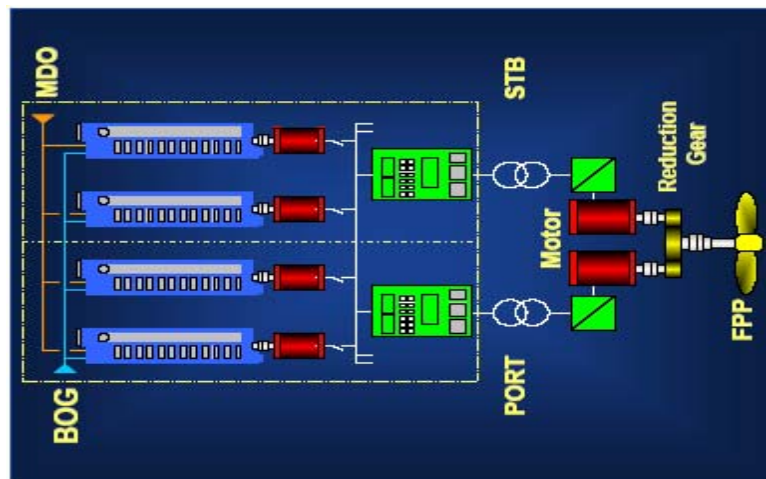 MDO
BOG
STB
PORT
Motor
Reduction
Gear
FPP